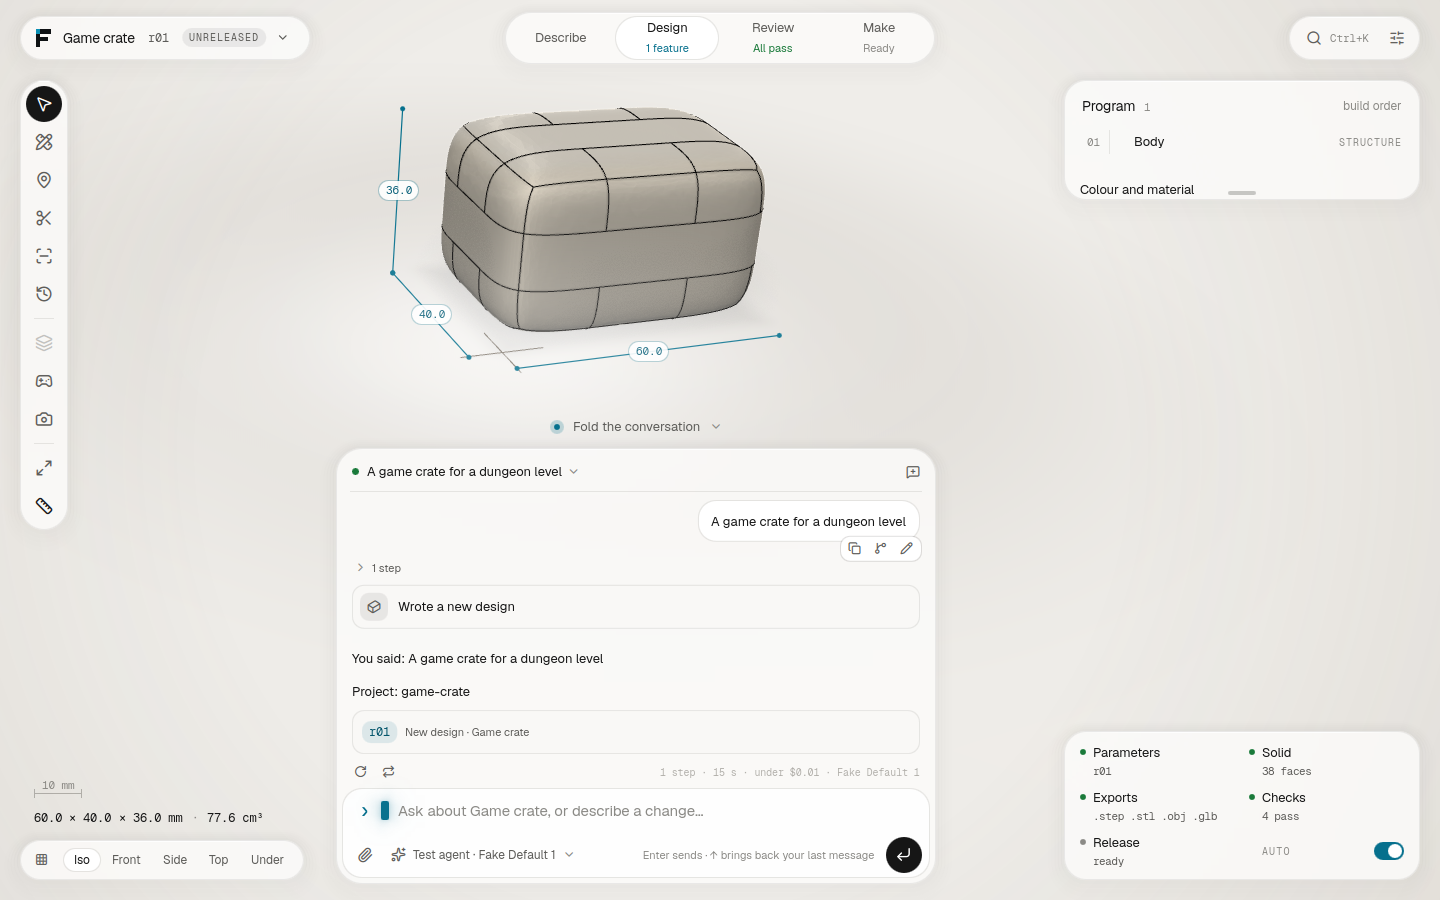 Game crate r01 UNRELEASED
Describe
Design
1 feature
Review
All pass
Make
Ready
Ctrl+K
Program 1 build order
01 Body STRUCTURE
Colour and material
36.0
40.0
60.0
Fold the conversation
A game crate for a dungeon level
A game crate for a dungeon level
1 step
Wrote a new design
You said: A game crate for a dungeon level
Project: game-crate
r01 New design · Game crate
1 step · 15 s · under $0.01 · Fake Default 1
Ask about Game crate, or describe a change...
Test agent · Fake Default 1
Enter sends · ↑ brings back your last message
10 mm
60.0 × 40.0 × 36.0 mm · 77.6 cm³
Iso Front Side Top Under
Parameters
r01
Solid
38 faces
Exports
.step .stl .obj .glb
Checks
4 pass
Release
ready
AUTO